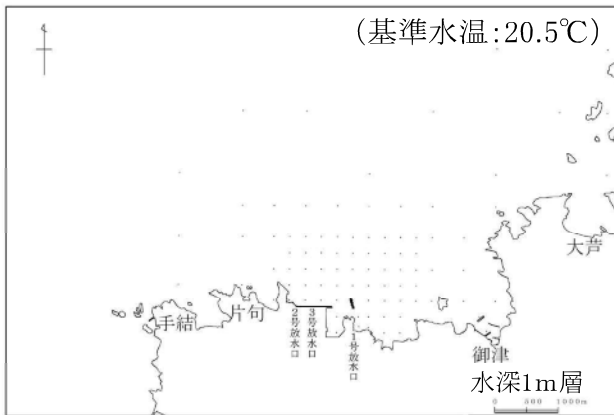 (基準水温:20.5℃)
大芦
手結
片句
2号放水口
3号放水口
1号放水口
御津
水深1m層
0 500 1000m